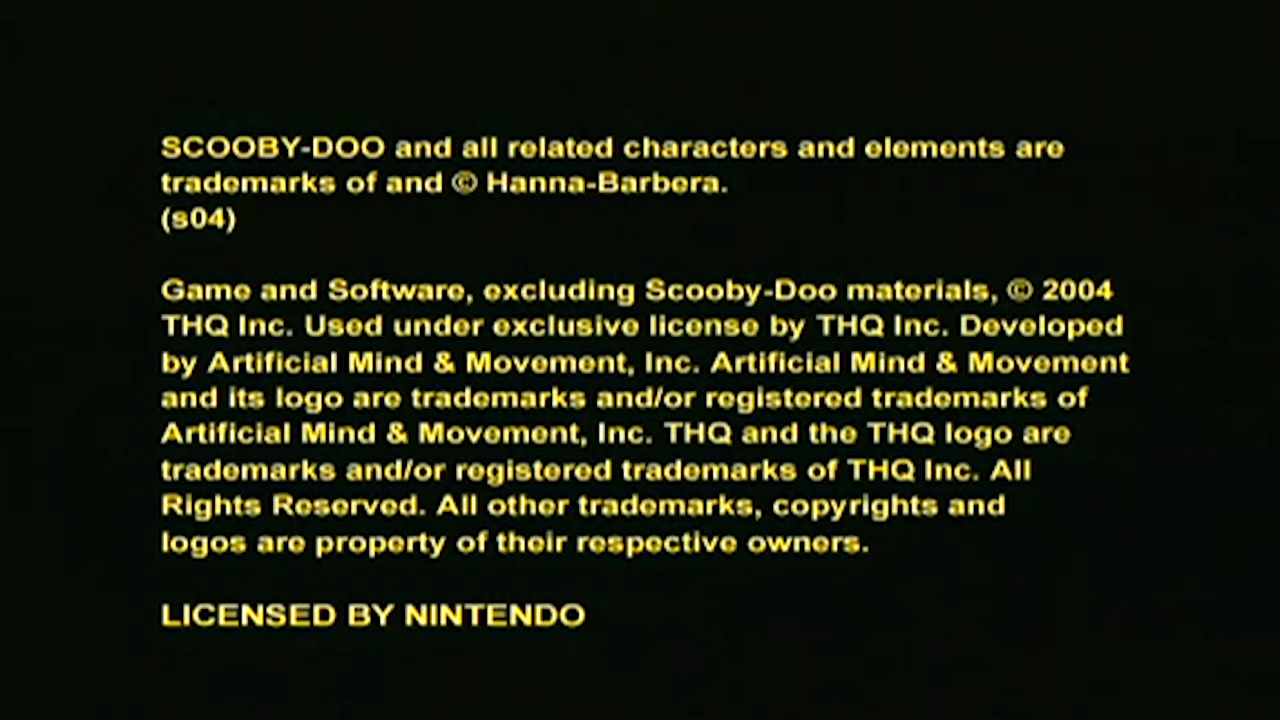 SCOOBY-DOO and all related characters and elements are
trademarks of and © Hanna-Barbera.
(s04)
Game and Software, excluding Scooby-Doo materials, © 2004
THQ Inc. Used under exclusive license by THQ Inc. Developed
by Artificial Mind & Movement, Inc. Artificial Mind & Movement
and its logo are trademarks and/or registered trademarks of
Artificial Mind & Movement, Inc. THQ and the THQ logo are
trademarks and/or registered trademarks of THQ Inc. All
Rights Reserved. All other trademarks, copyrights and
logos are property of their respective owners.
LICENSED BY NINTENDO